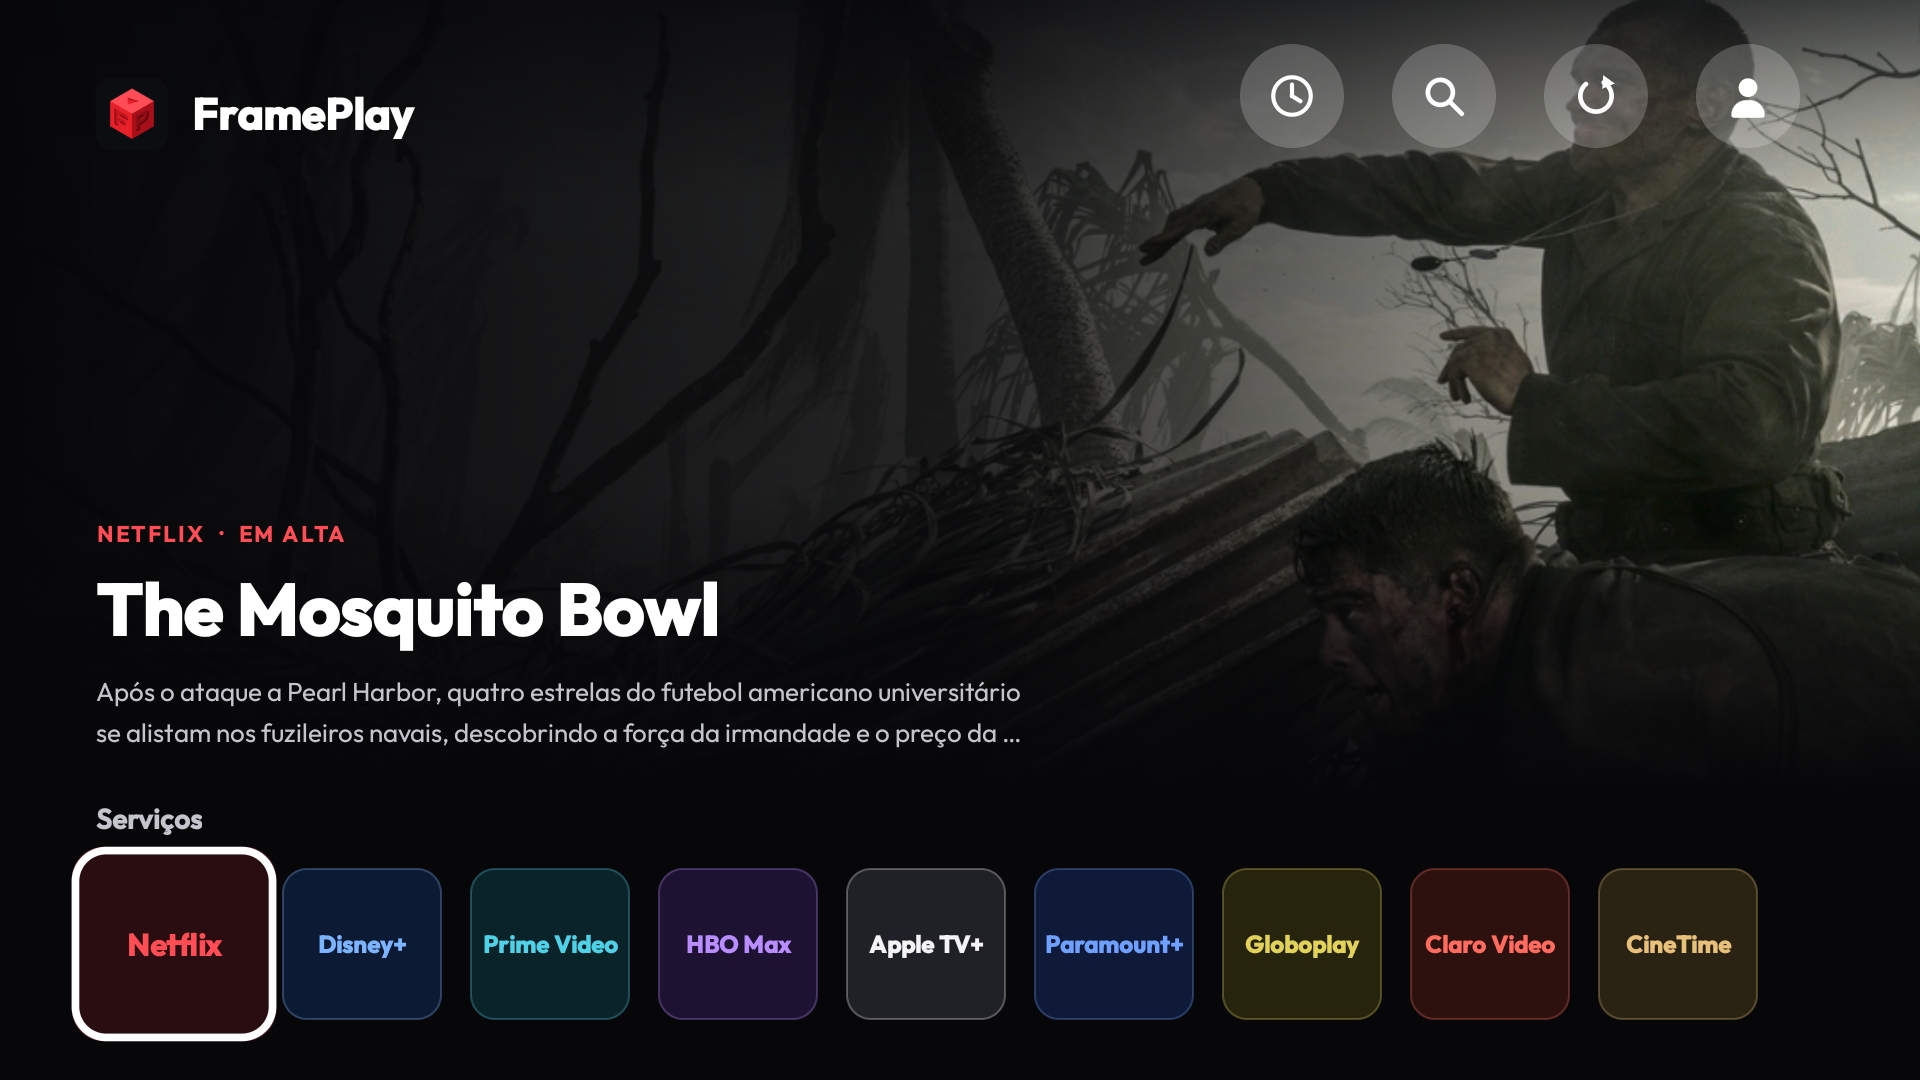 FramePlay
NETFLIX · EM ALTA
The Mosquito Bowl
Após o ataque a Pearl Harbor, quatro estrelas do futebol americano universitário
se alistam nos fuzileiros navais, descobrindo a força da irmandade e o preço da ...
Serviços
Netflix
Disney+
Prime Video
HBO Max
Apple TV+
Paramount+
Globoplay
Claro Video
CineTime